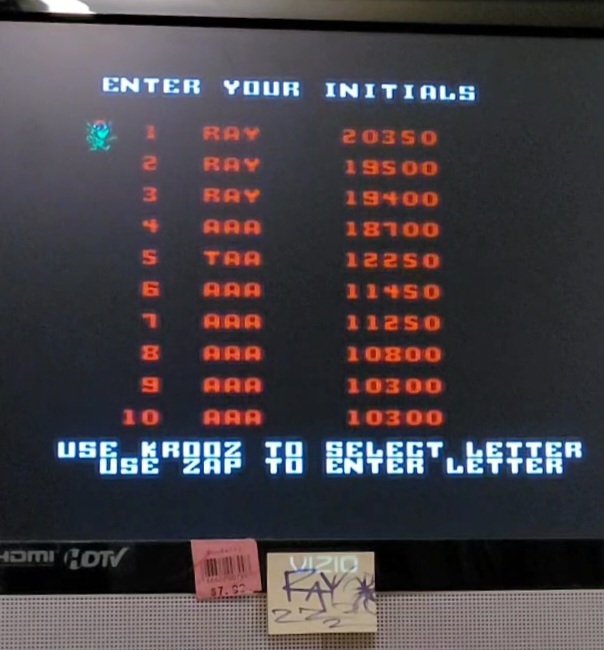 ENTER YOUR INITIALS
1 RAY 20350
2 RAY 19500
3 RAY 19400
4 AAA 18700
5 TAA 12250
6 AAA 11450
7 AAA 11250
8 AAA 10800
9 AAA 10300
10 AAA 10300
USE KROOZ TO SELECT LETTER
USE ZAP TO ENTER LETTER
HDMI HDTV
VIZIO
RAY